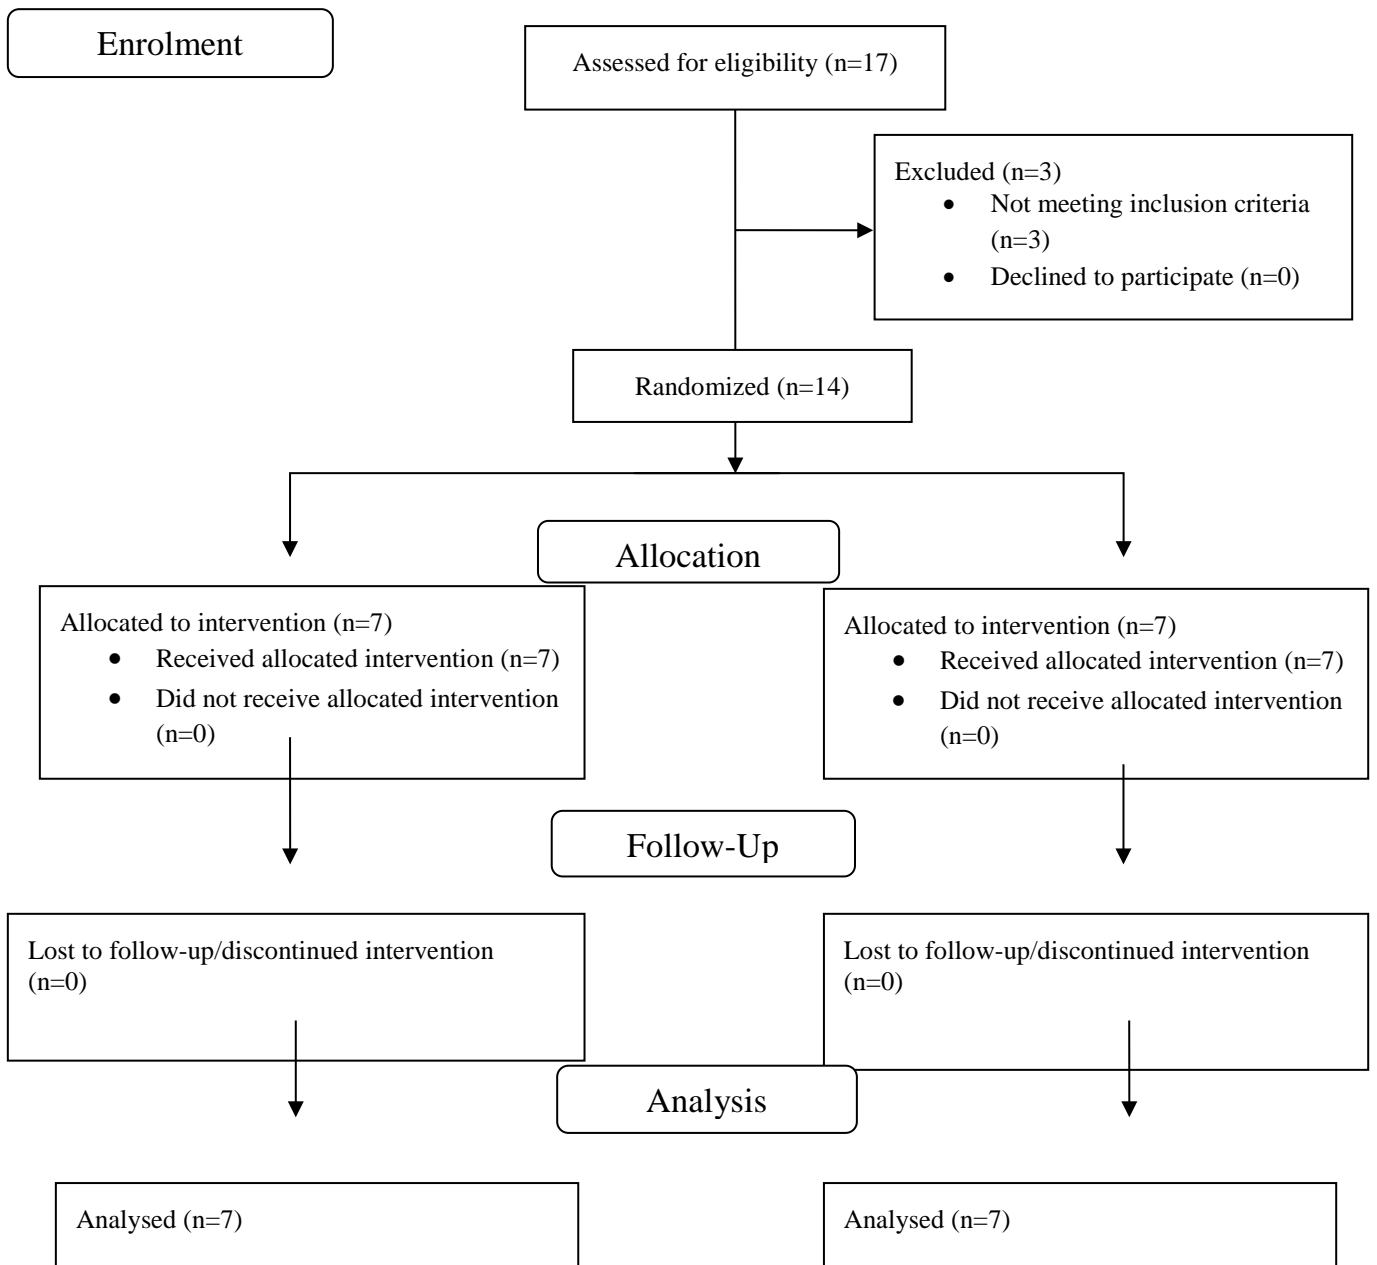 Enrolment
Assessed for eligibility (n=17)
Excluded (n=3)
• Not meeting inclusion criteria
(n=3)
• Declined to participate (n=0)
Randomized (n=14)
Allocation
Allocated to intervention (n=7)
• Received allocated intervention (n=7)
• Did not receive allocated intervention
(n=0)
Allocated to intervention (n=7)
• Received allocated intervention (n=7)
• Did not receive allocated intervention
(n=0)
Follow-Up
Lost to follow-up/discontinued intervention
(n=0)
Lost to follow-up/discontinued intervention
(n=0)
Analysis
Analysed (n=7)
Analysed (n=7)